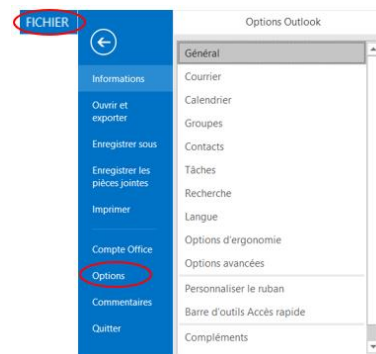 FICHIER
Informations
Ouvrir et
exporter
Enregistrer sous
Enregistrer les
pièces jointes
Imprimer
Compte Office
Options
Commentaires
Quitter
Options Outlook
Général
Courrier
Calendrier
Groupes
Contacts
Tâches
Recherche
Langue
Options d'ergonomie
Options avancées
Personnaliser le ruban
Barre d'outils Accès rapide
Compléments